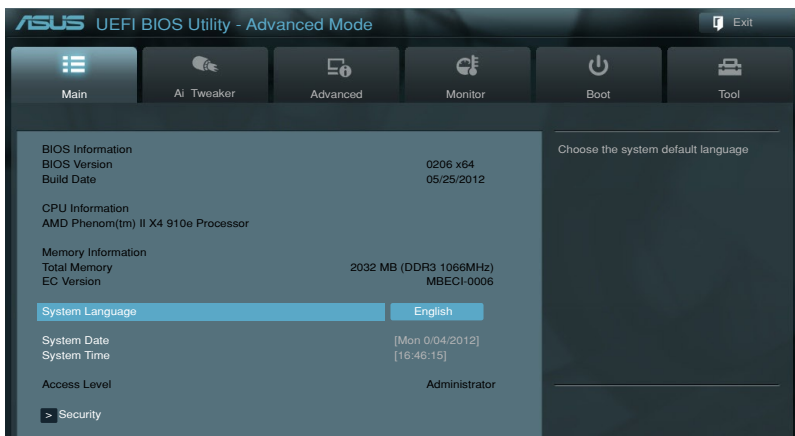 ASUS UEFI BIOS Utility - Advanced Mode
Exit
Main Ai Tweaker Advanced Monitor Boot Tool
BIOS Information
BIOS Version 0206 x64
Build Date 05/25/2012
CPU Information
AMD Phenom(tm) II X4 910e Processor
Memory Information
Total Memory 2032 MB (DDR3 1066MHz)
EC Version MBECI-0006
System Language English
System Date [Mon 0/04/2012]
System Time [16:46:15]
Access Level Administrator
> Security
Choose the system default language